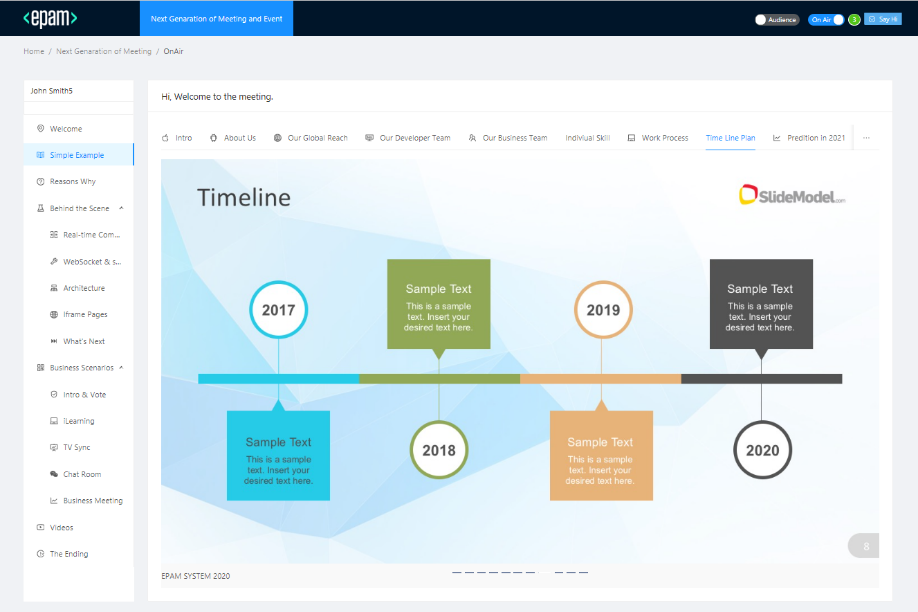 <epam>
Next Genaration of Meeting and Event
Audience
On Air
3
Say Hi
Home / Next Genaration of Meeting / OnAir
John Smith5
Welcome
Simple Example
Reasons Why
Behind the Scene
Real-time Com...
WebSocket & s...
Architecture
Iframe Pages
What's Next
Business Scenarios
Intro & Vote
iLearning
TV Sync
Chat Room
Business Meeting
Videos
The Ending
Hi, Welcome to the meeting.
Intro
About Us
Our Global Reach
Our Developer Team
Our Business Team
Indiviual Skill
Work Process
Time Line Plan
Predition in 2021
...
Timeline
SlideModel.com
2017
Sample Text
This is a sample
text. Insert your
desired text here.
2019
Sample Text
This is a sample
text. Insert your
desired text here.
Sample Text
This is a sample
text. Insert your
desired text here.
2018
Sample Text
This is a sample
text. Insert your
desired text here.
2020
8
EPAM SYSTEM 2020